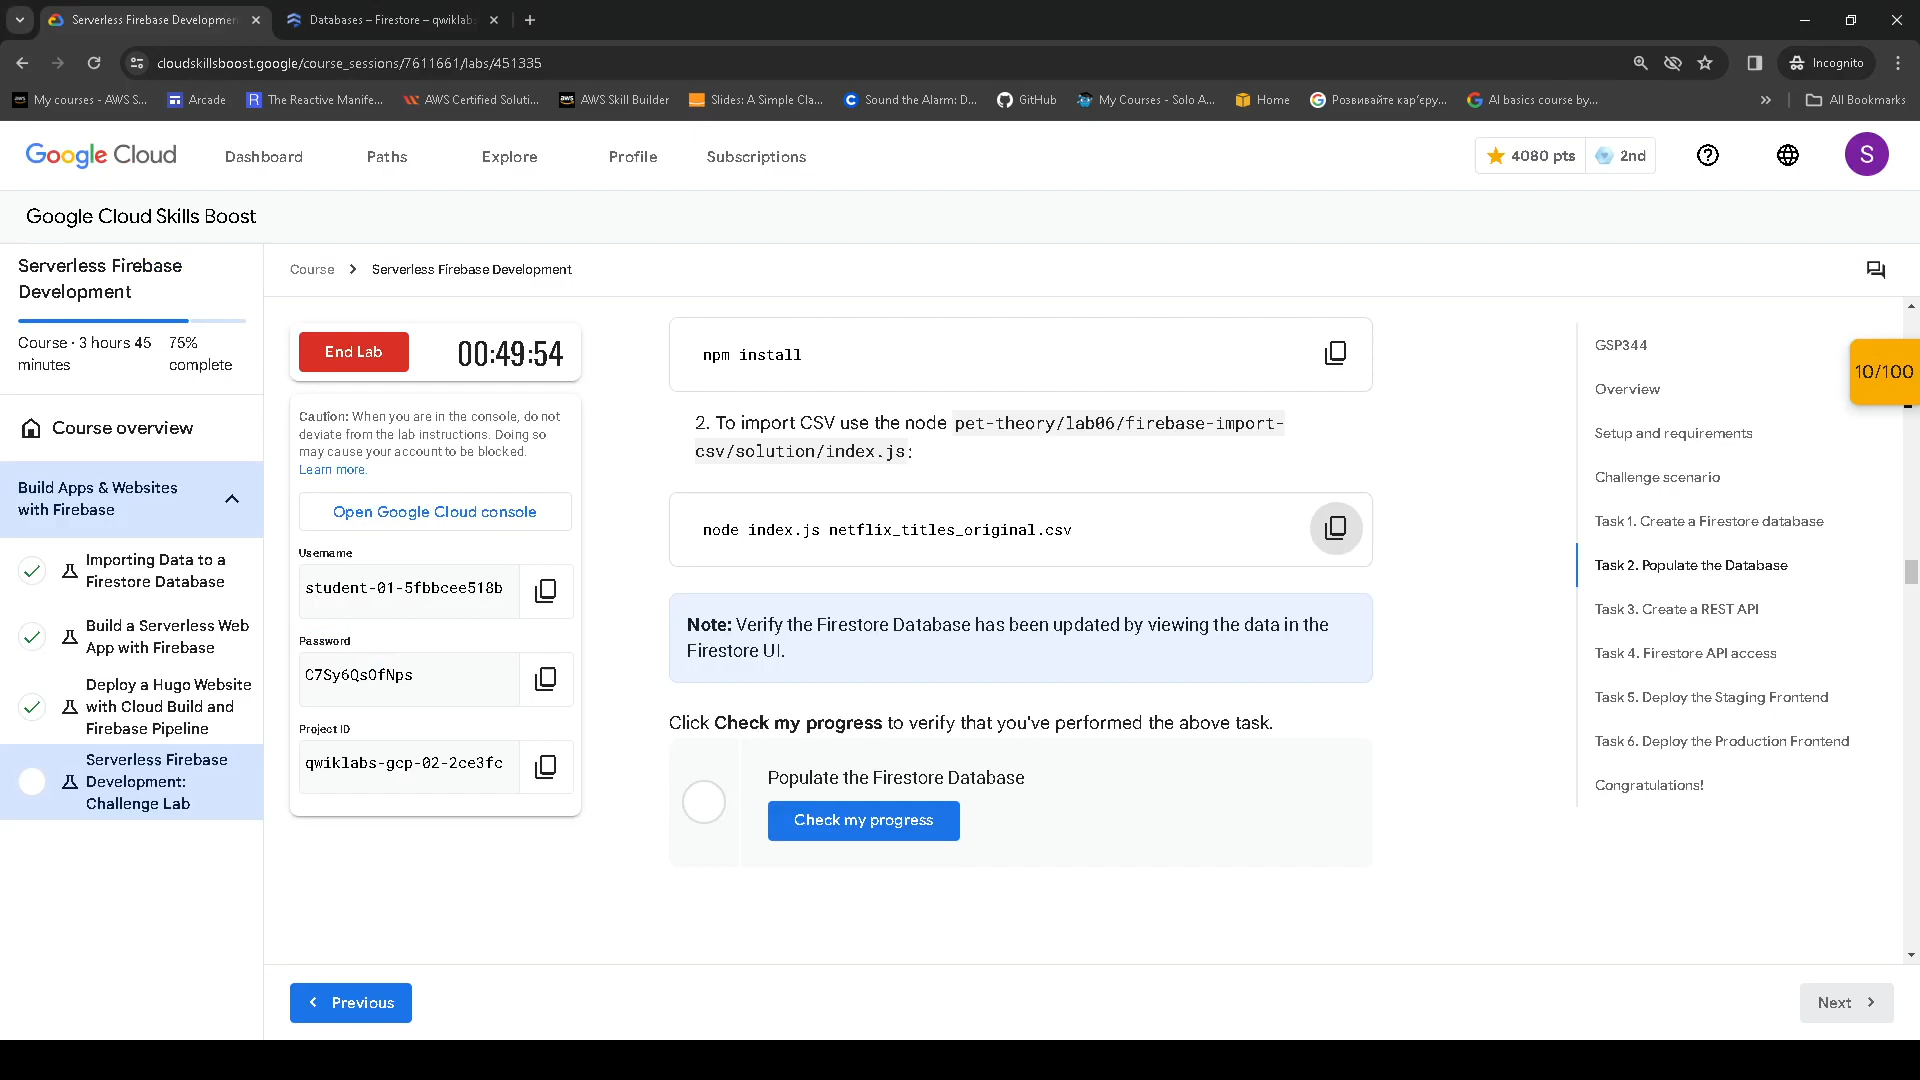 Serverless Firebase Developmen
Databases – Firestore – qwiklab
cloudskillsboost.google/course_sessions/7611661/labs/451335
Incognito
My courses - AWS S...
Arcade
The Reactive Manife...
AWS Certified Soluti...
AWS Skill Builder
Slides: A Simple Cla...
Sound the Alarm: D...
GitHub
My Courses - Solo A...
Home
Розвивайте кар'єру...
AI basics course by...
All Bookmarks
Google Cloud
Dashboard
Paths
Explore
Profile
Subscriptions
4080 pts
2nd
S
Google Cloud Skills Boost
Serverless Firebase
Development
Course · 3 hours 45
minutes
75%
complete
Course overview
Build Apps & Websites
with Firebase
Importing Data to a
Firestore Database
Build a Serverless Web
App with Firebase
Deploy a Hugo Website
with Cloud Build and
Firebase Pipeline
Serverless Firebase
Development:
Challenge Lab
Course
Serverless Firebase Development
End Lab
00:49:54
Caution: When you are in the console, do not
deviate from the lab instructions. Doing so
may cause your account to be blocked.
Learn more.
Open Google Cloud console
Username
student-01-5fbbcee518b
Password
C7Sy6QsOfNps
Project ID
qwiklabs-gcp-02-2ce3fc
npm install
2. To import CSV use the node pet-theory/lab06/firebase-import-
csv/solution/index.js:
node index.js netflix_titles_original.csv
Note: Verify the Firestore Database has been updated by viewing the data in the
Firestore UI.
Click Check my progress to verify that you've performed the above task.
Populate the Firestore Database
Check my progress
GSP344
Overview
Setup and requirements
Challenge scenario
Task 1. Create a Firestore database
Task 2. Populate the Database
Task 3. Create a REST API
Task 4. Firestore API access
Task 5. Deploy the Staging Frontend
Task 6. Deploy the Production Frontend
Congratulations!
10/100
Previous
Next